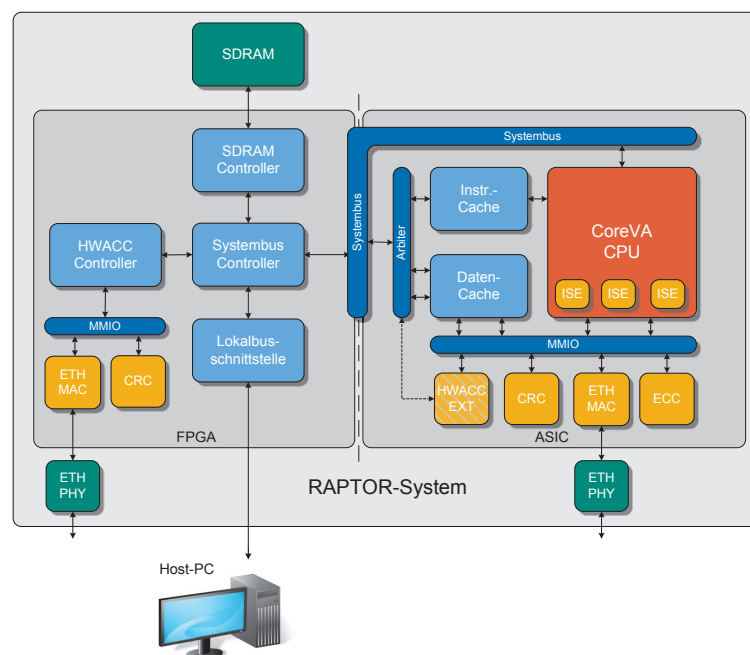 SDRAM
Systembus
SDRAM
Controller
Instr.-
Cache
CoreVA
CPU
HWACC
Controller
Systembus
Controller
Systembus
Arbiter
Daten-
Cache
ISE
ISE
ISE
MMIO
Lokalbus-
schnittstelle
MMIO
ETH
MAC
CRC
HWACC
EXT
CRC
ETH
MAC
ECC
FPGA
ASIC
ETH
PHY
RAPTOR-System
ETH
PHY
Host-PC